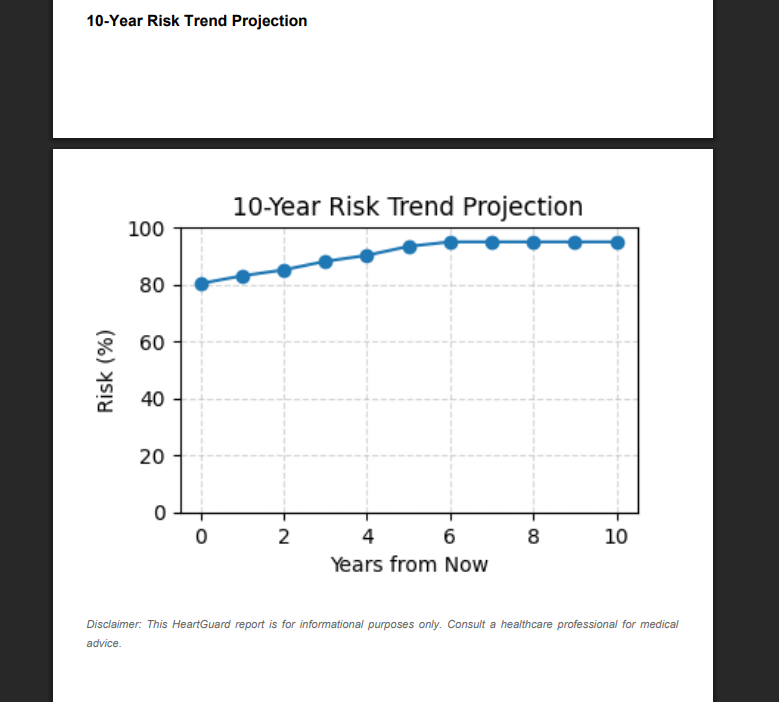 10-Year Risk Trend Projection
10-Year Risk Trend Projection
100
80
60
40
20
0
Risk (%)
0 2 4 6 8 10
Years from Now
Disclaimer: This HeartGuard report is for informational purposes only. Consult a healthcare professional for medical
advice.